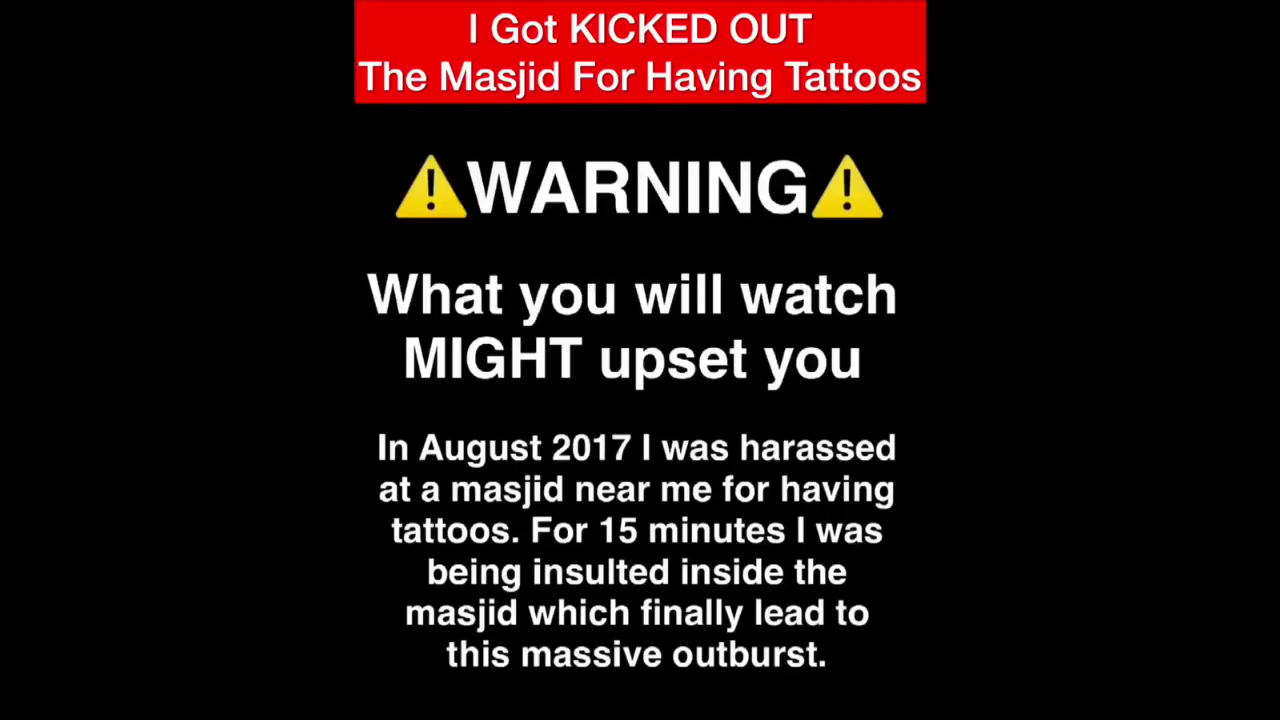 I Got KICKED OUT
The Masjid For Having Tattoos
⚠️WARNING⚠️
What you will watch
MIGHT upset you
In August 2017 I was harassed
at a masjid near me for having
tattoos. For 15 minutes I was
being insulted inside the
masjid which finally lead to
this massive outburst.